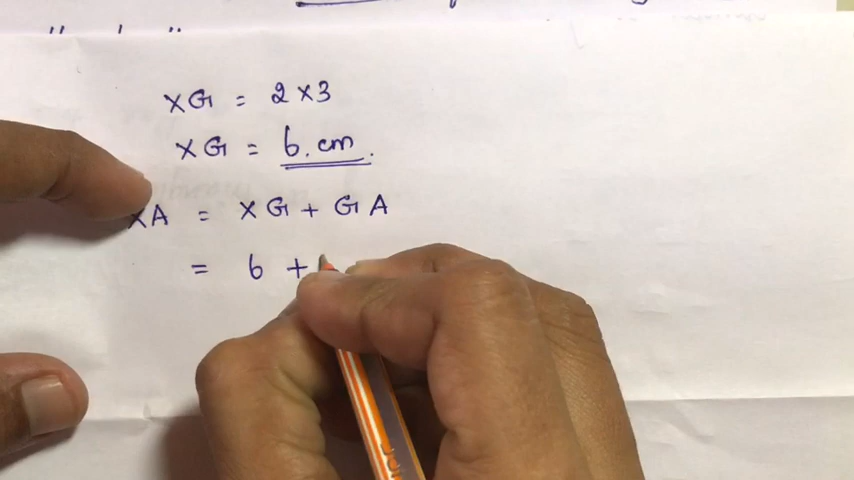 XG = 2 x 3
XG = 6.cm.
XA = XG + GA
= 6 +